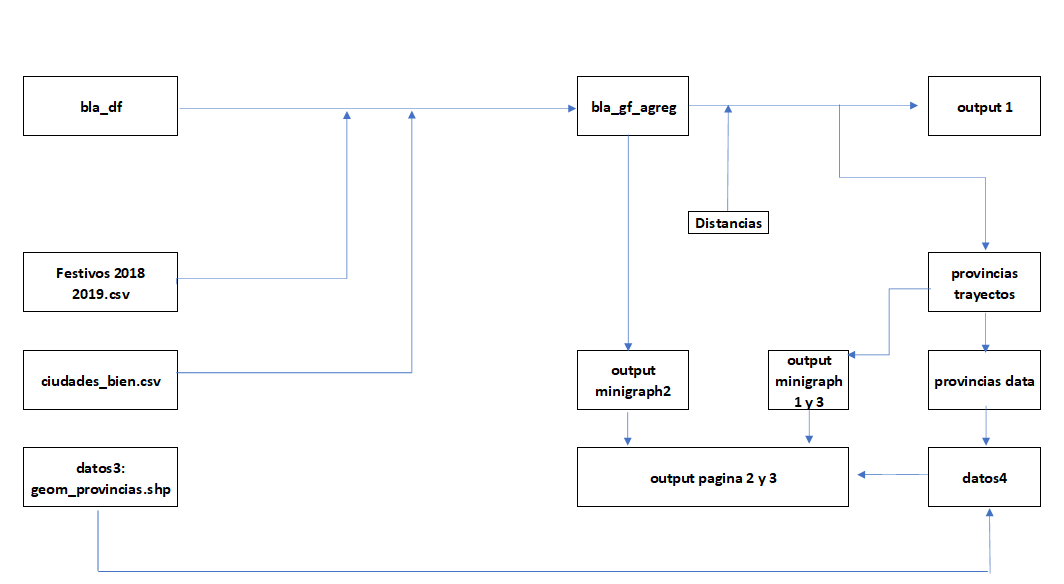 bla_df
bla_gf_agreg
output 1
Distancias
Festivos 2018
2019.csv
provincias
trayectos
ciudades_bien.csv
output
minigraph2
output
minigraph
1 y 3
provincias data
datos3:
geom_provincias.shp
output pagina 2 y 3
datos4